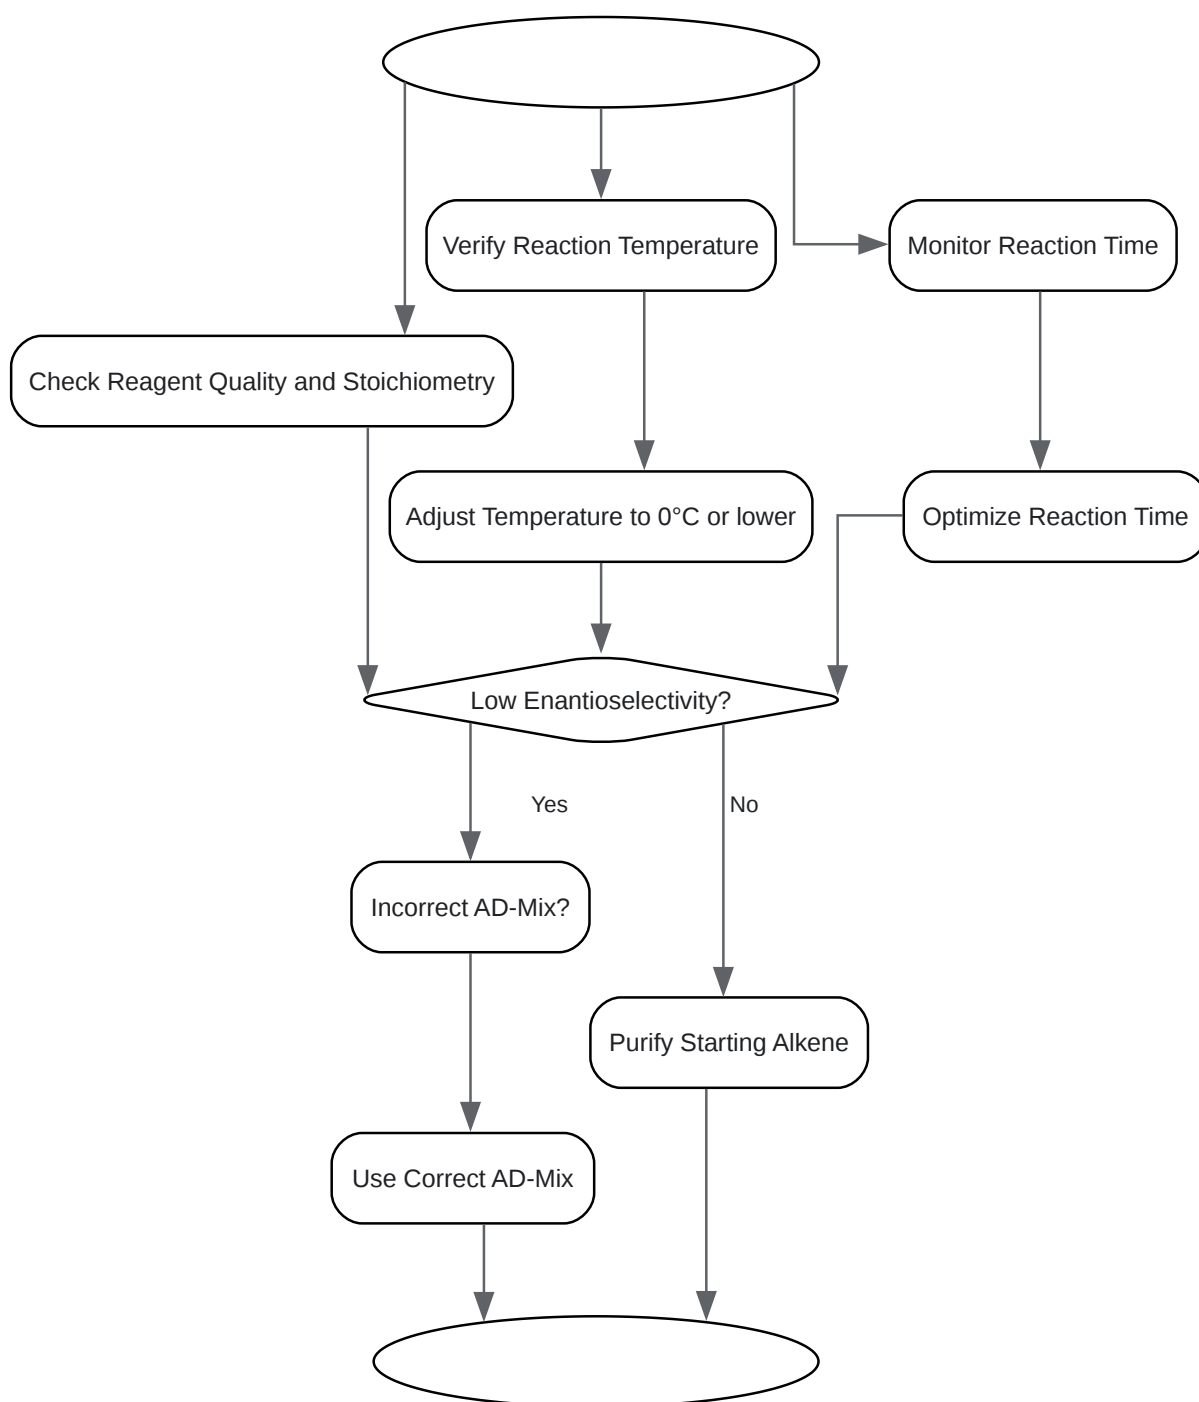 Verify Reaction Temperature
Monitor Reaction Time
Check Reagent Quality and Stoichiometry
Adjust Temperature to 0°C or lower
Optimize Reaction Time
Low Enantioselectivity?
Yes
No
Incorrect AD-Mix?
Purify Starting Alkene
Use Correct AD-Mix